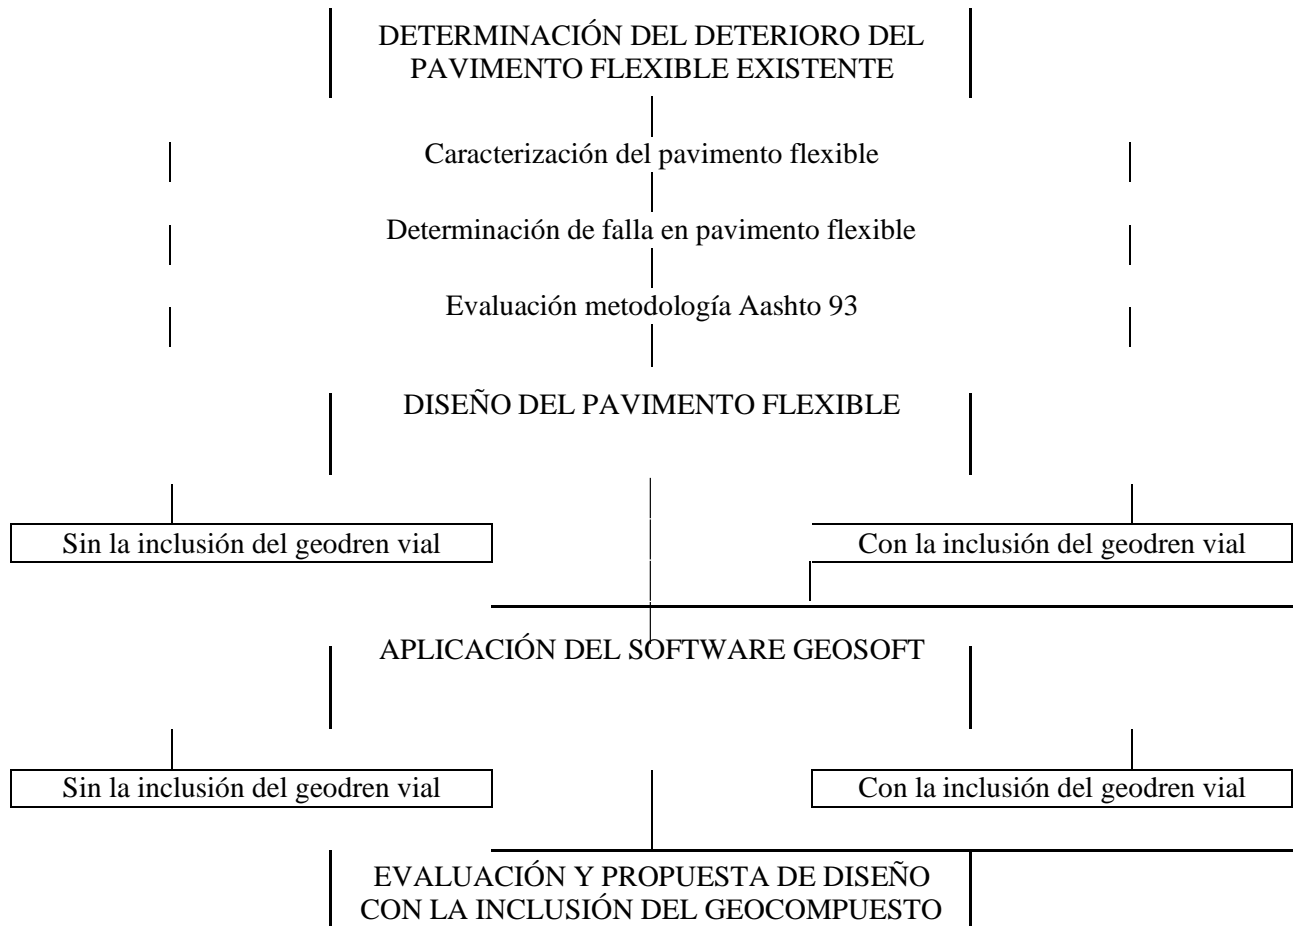 DETERMINACIÓN DEL DETERIORO DEL
PAVIMENTO FLEXIBLE EXISTENTE
Caracterización del pavimento flexible
Determinación de falla en pavimento flexible
Evaluación metodología Aashto 93
DISEÑO DEL PAVIMENTO FLEXIBLE
Sin la inclusión del geodren vial
Con la inclusión del geodren vial
APLICACIÓN DEL SOFTWARE GEOSOFT
Sin la inclusión del geodren vial
Con la inclusión del geodren vial
EVALUACIÓN Y PROPUESTA DE DISEÑO
CON LA INCLUSIÓN DEL GEOCOMPUESTO